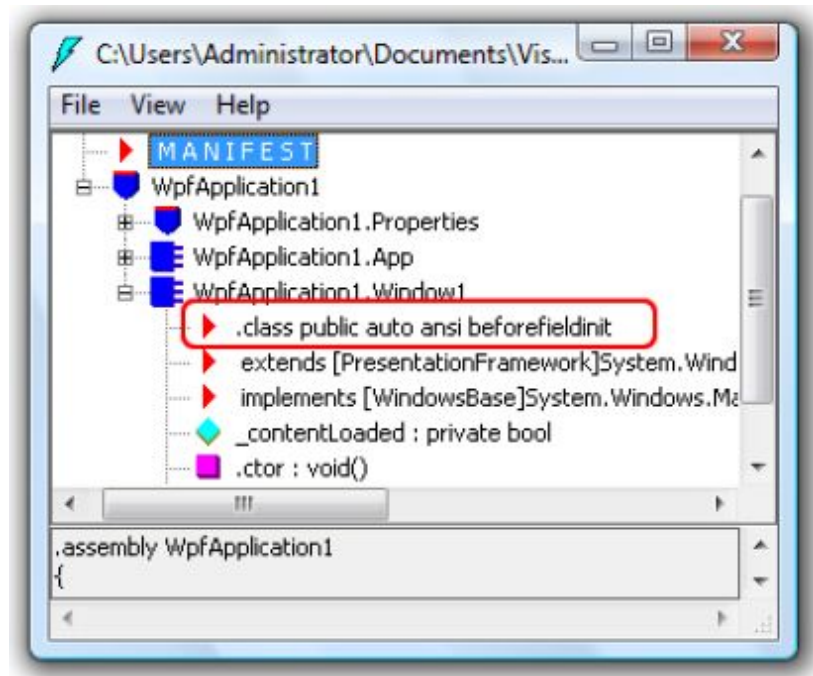 C:\Users\Administrator\Documents\Vis...
File View Help
MANIFEST
WpfApplication1
WpfApplication1.Properties
WpfApplication1.App
WpfApplication1.Window1
.class public auto ansi beforefieldinit
extends [PresentationFramework]System.Wind
implements [WindowsBase]System.Windows.Ma
_contentLoaded : private bool
.ctor : void()
.assembly WpfApplication1
{